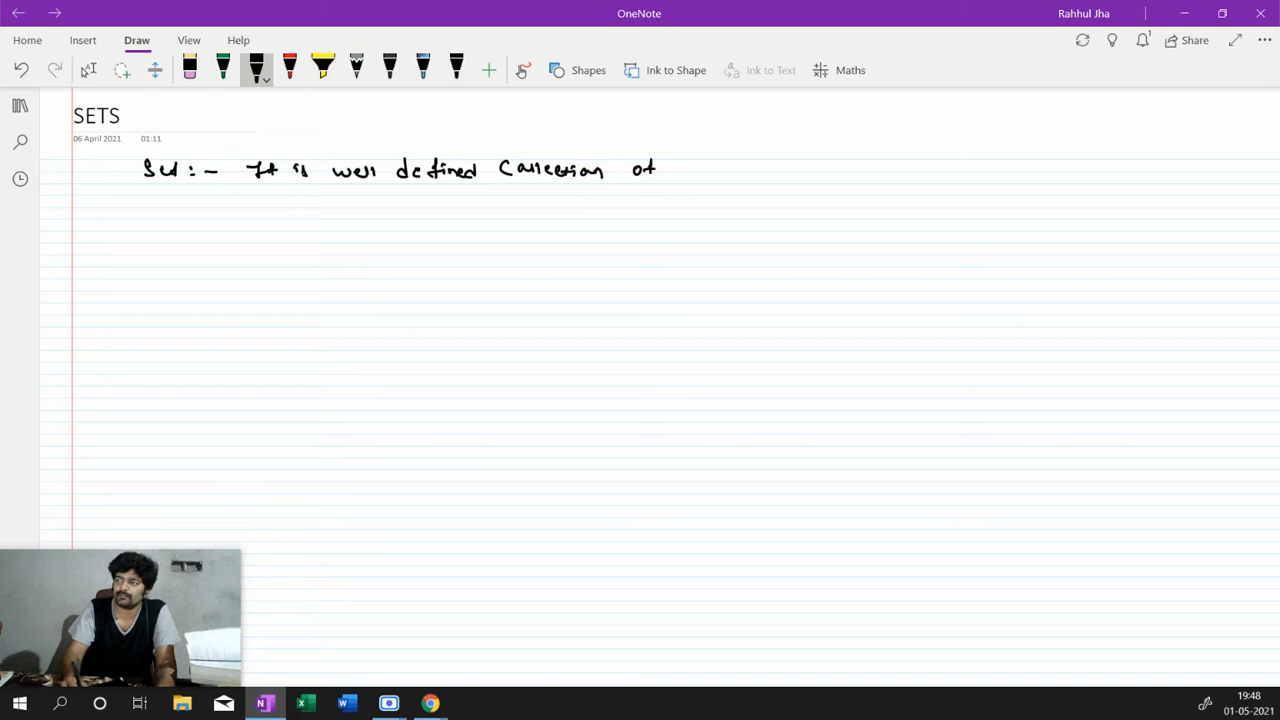 OneNote
Rahhul Jha
Home Insert Draw View Help
Share
Shapes Ink to Shape Ink to Text Maths
SETS
06 April 2021 01:11
Set :- It is well defined Collection of
19:48
01-05-2021